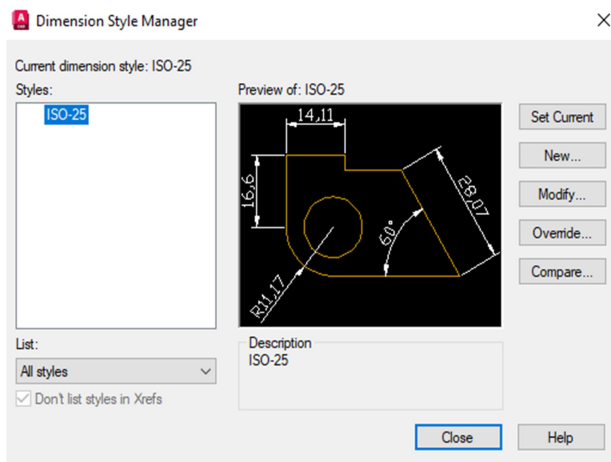 Dimension Style Manager
Current dimension style: ISO-25
Styles:
ISO-25
Preview of: ISO-25
14,11
16,6
28,07
60°
R11,17
Set Current
New...
Modify...
Override...
Compare...
List:
All styles
Don't list styles in Xrefs
Description
ISO-25
Close
Help